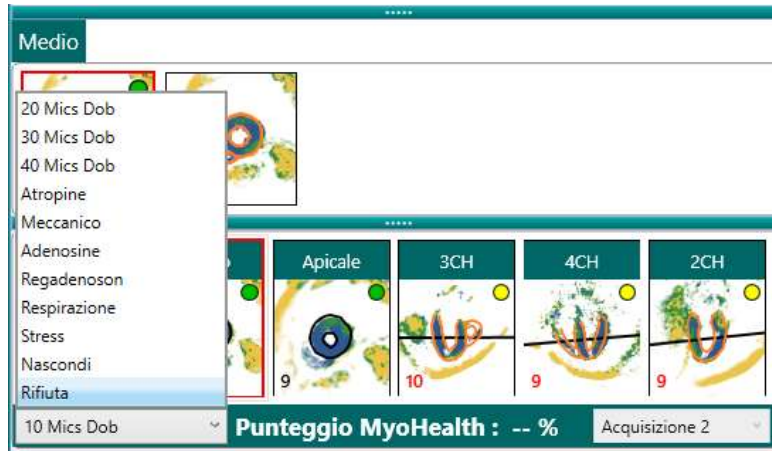 Medio
20 Mics Dob
30 Mics Dob
40 Mics Dob
Atropine
Meccanico
Adenosine
Regadenoson
Respirazione
Stress
Nascondi
Rifiuta
Apicale
3CH
4CH
2CH
9
10
9
9
10 Mics Dob
Punteggio MyoHealth : -- %
Acquisizione 2